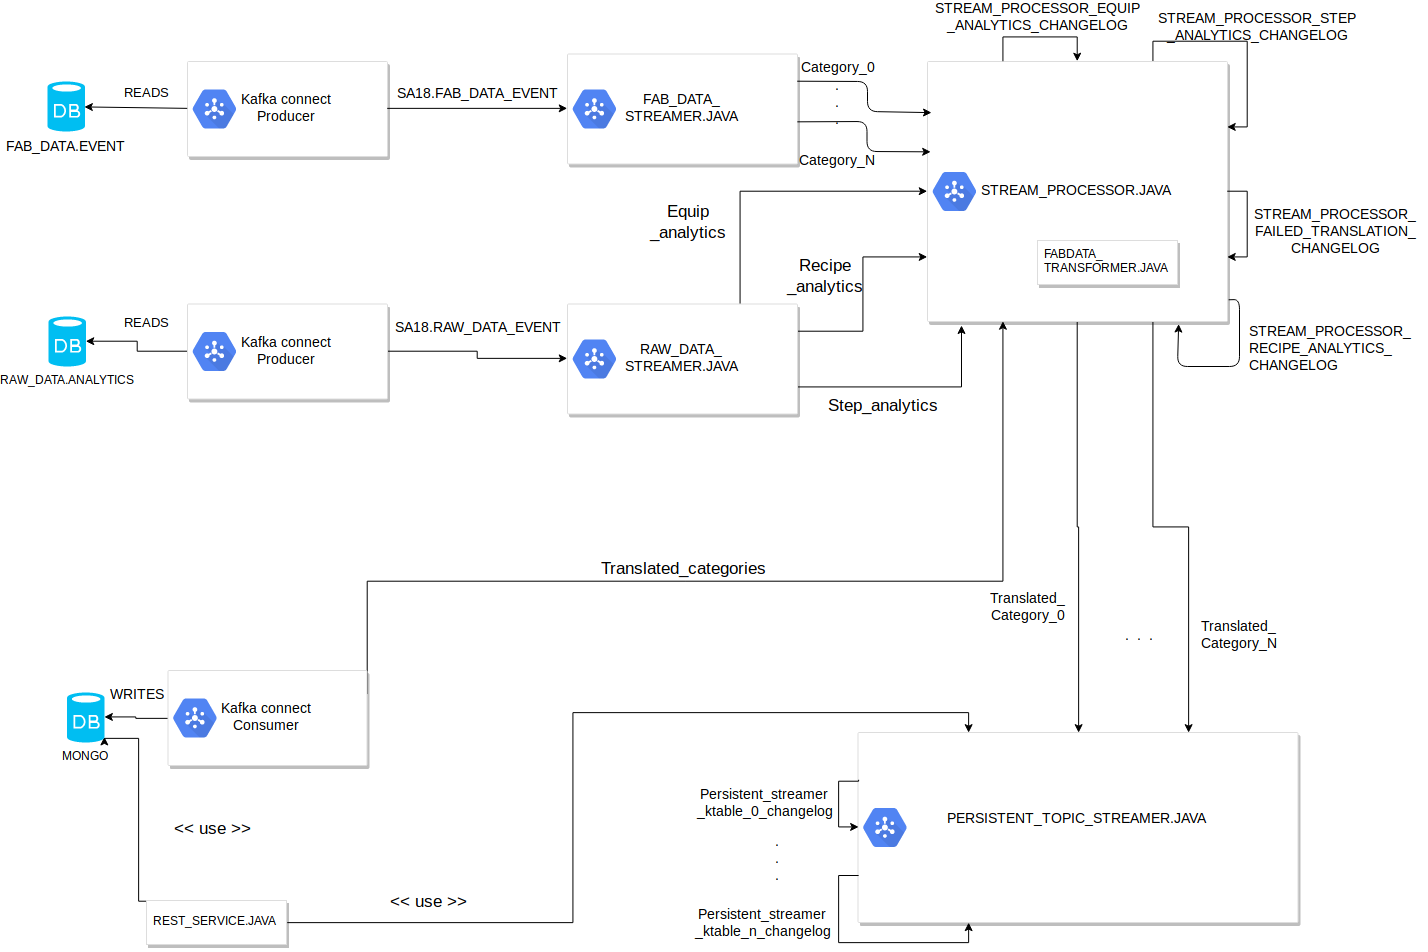 STREAM_PROCESSOR_EQUIP
_ANALYTICS_CHANGELOG
STREAM_PROCESSOR_STEP
_ANALYTICS_CHANGELOG
READS
DB
FAB_DATA.EVENT
Kafka connect
Producer
SA18.FAB_DATA_EVENT
FAB_DATA_
STREAMER.JAVA
Category_0
.
.
.
Category_N
STREAM_PROCESSOR.JAVA
FABDATA_
TRANSFORMER.JAVA
STREAM_PROCESSOR_
FAILED_TRANSLATION_
CHANGELOG
Equip
_analytics
Recipe
_analytics
READS
DB
RAW_DATA.ANALYTICS
Kafka connect
Producer
SA18.RAW_DATA_EVENT
RAW_DATA_
STREAMER.JAVA
Step_analytics
STREAM_PROCESSOR_
RECIPE_ANALYTICS_
CHANGELOG
Translated_categories
Translated_
Category_0
. . .
Translated_
Category_N
WRITES
DB
MONGO
Kafka connect
Consumer
<< use >>
<< use >>
REST_SERVICE.JAVA
Persistent_streamer
_ktable_0_changelog
.
.
.
Persistent_streamer
_ktable_n_changelog
PERSISTENT_TOPIC_STREAMER.JAVA